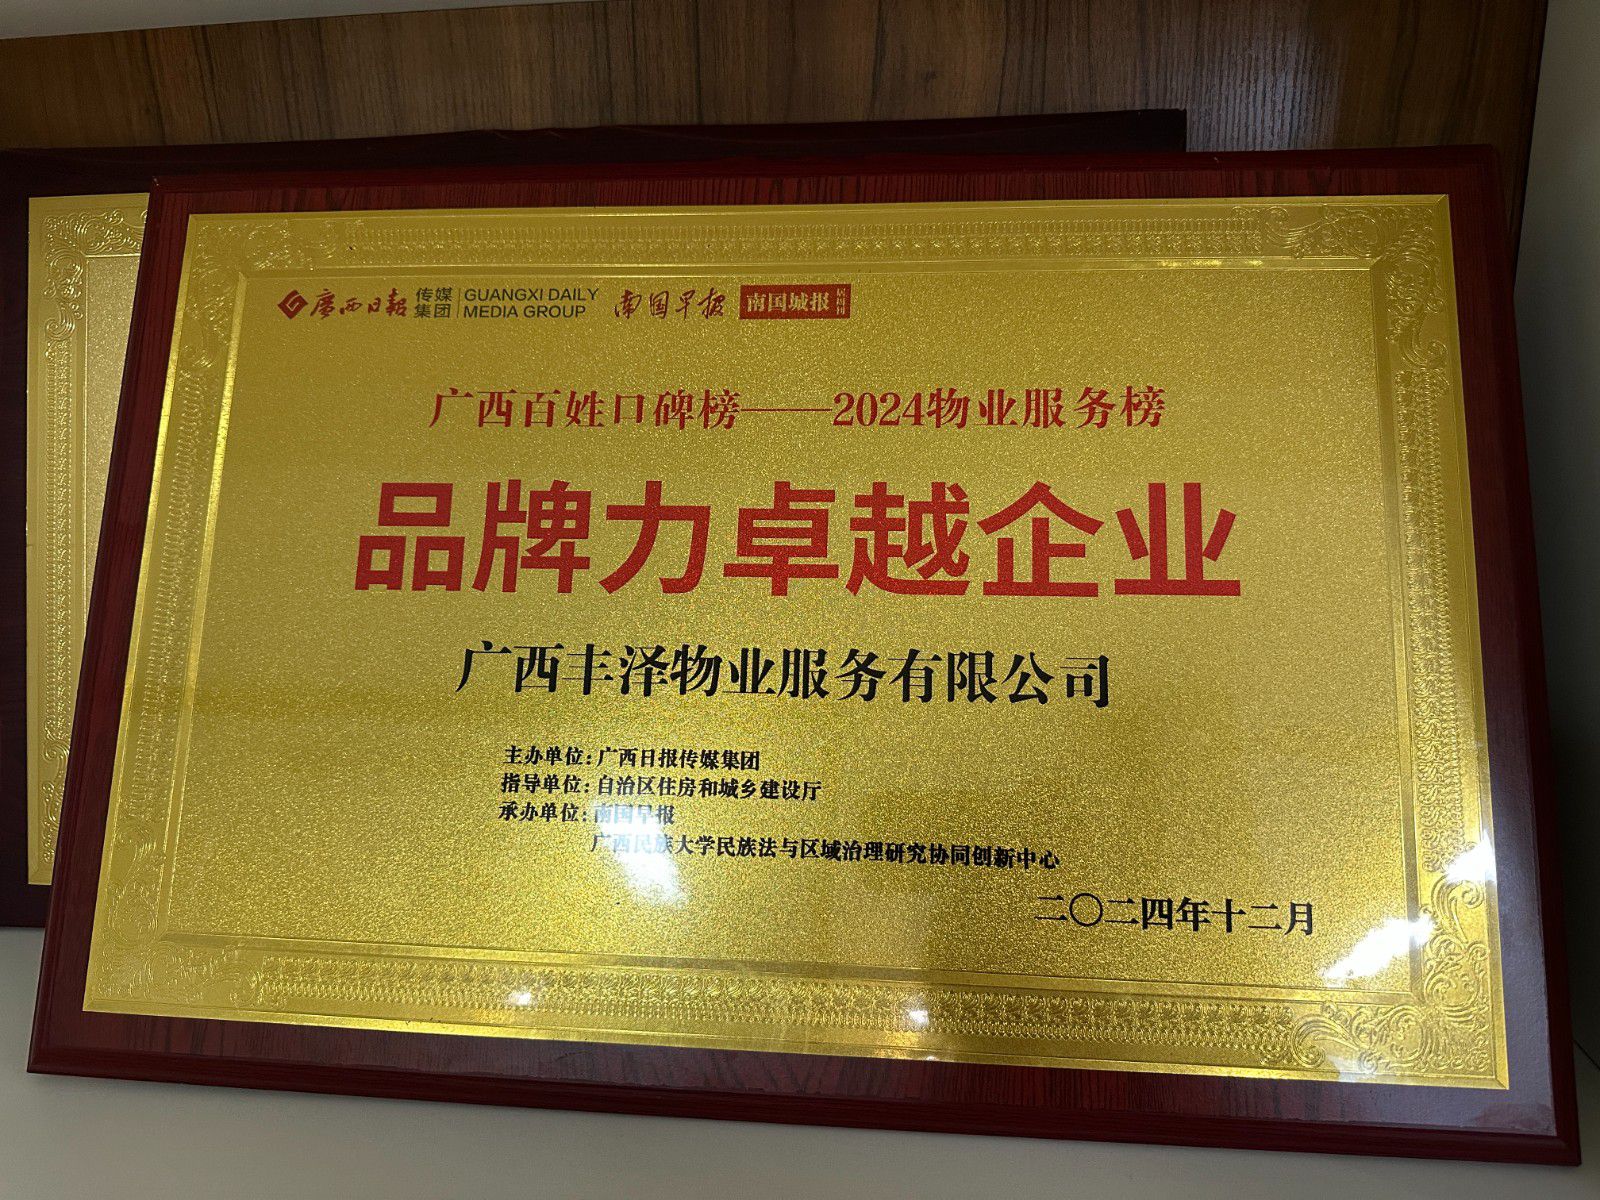 廣西日報 传媒集团 GUANGXI DAILY MEDIA GROUP 南国早报 南国城报
广西百姓口碑榜——2024物业服务榜
品牌力卓越企业
广西丰泽物业服务有限公司
主办单位：广西日报传媒集团
指导单位：自治区住房和城乡建设厅
承办单位：南国早报
广西民族大学民族法与区域治理研究协同创新中心
二〇二四年十二月